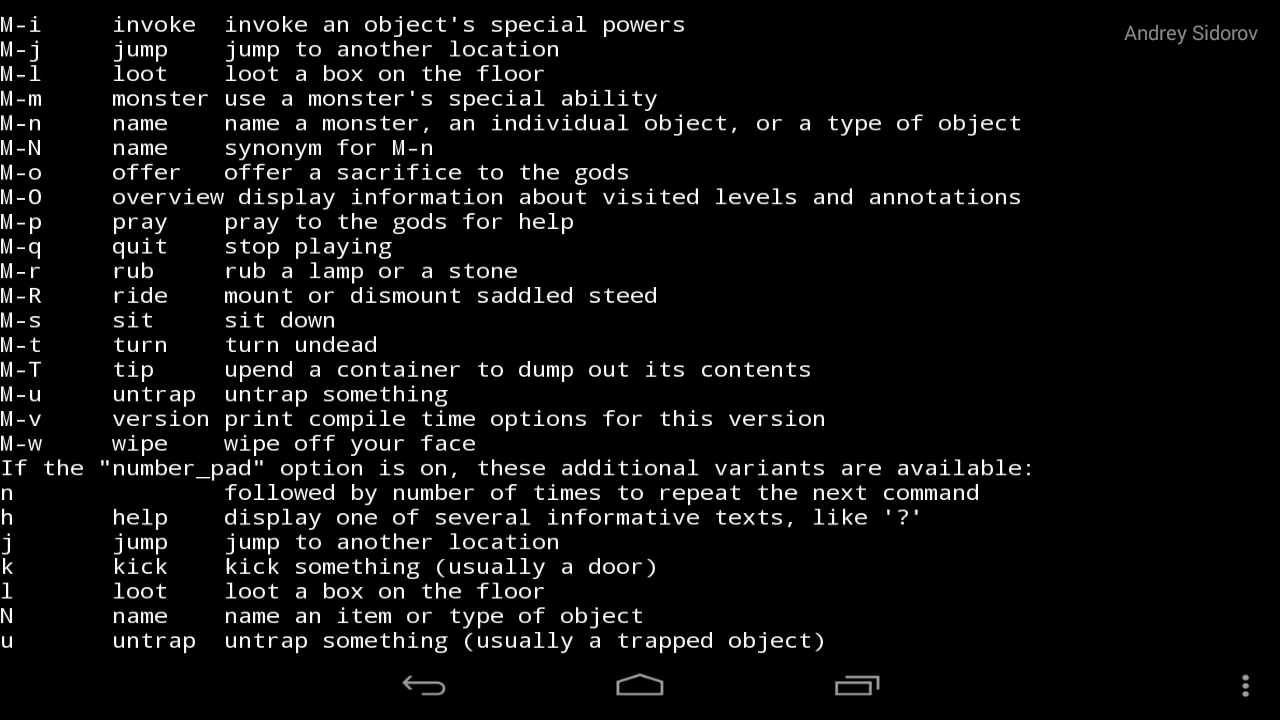 M-i invoke invoke an object's special powers
Andrey Sidorov
M-j jump jump to another location
M-l loot loot a box on the floor
M-m monster use a monster's special ability
M-n name name a monster, an individual object, or a type of object
M-N name synonym for M-n
M-o offer offer a sacrifice to the gods
M-O overview display information about visited levels and annotations
M-p pray pray to the gods for help
M-q quit stop playing
M-r rub rub a lamp or a stone
M-R ride mount or dismount saddled steed
M-s sit sit down
M-t turn turn undead
M-T tip upend a container to dump out its contents
M-u untrap untrap something
M-v version print compile time options for this version
M-w wipe wipe off your face
If the "number_pad" option is on, these additional variants are available:
n followed by number of times to repeat the next command
h help display one of several informative texts, like '?'
j jump jump to another location
k kick kick something (usually a door)
l loot loot a box on the floor
N name name an item or type of object
u untrap untrap something (usually a trapped object)